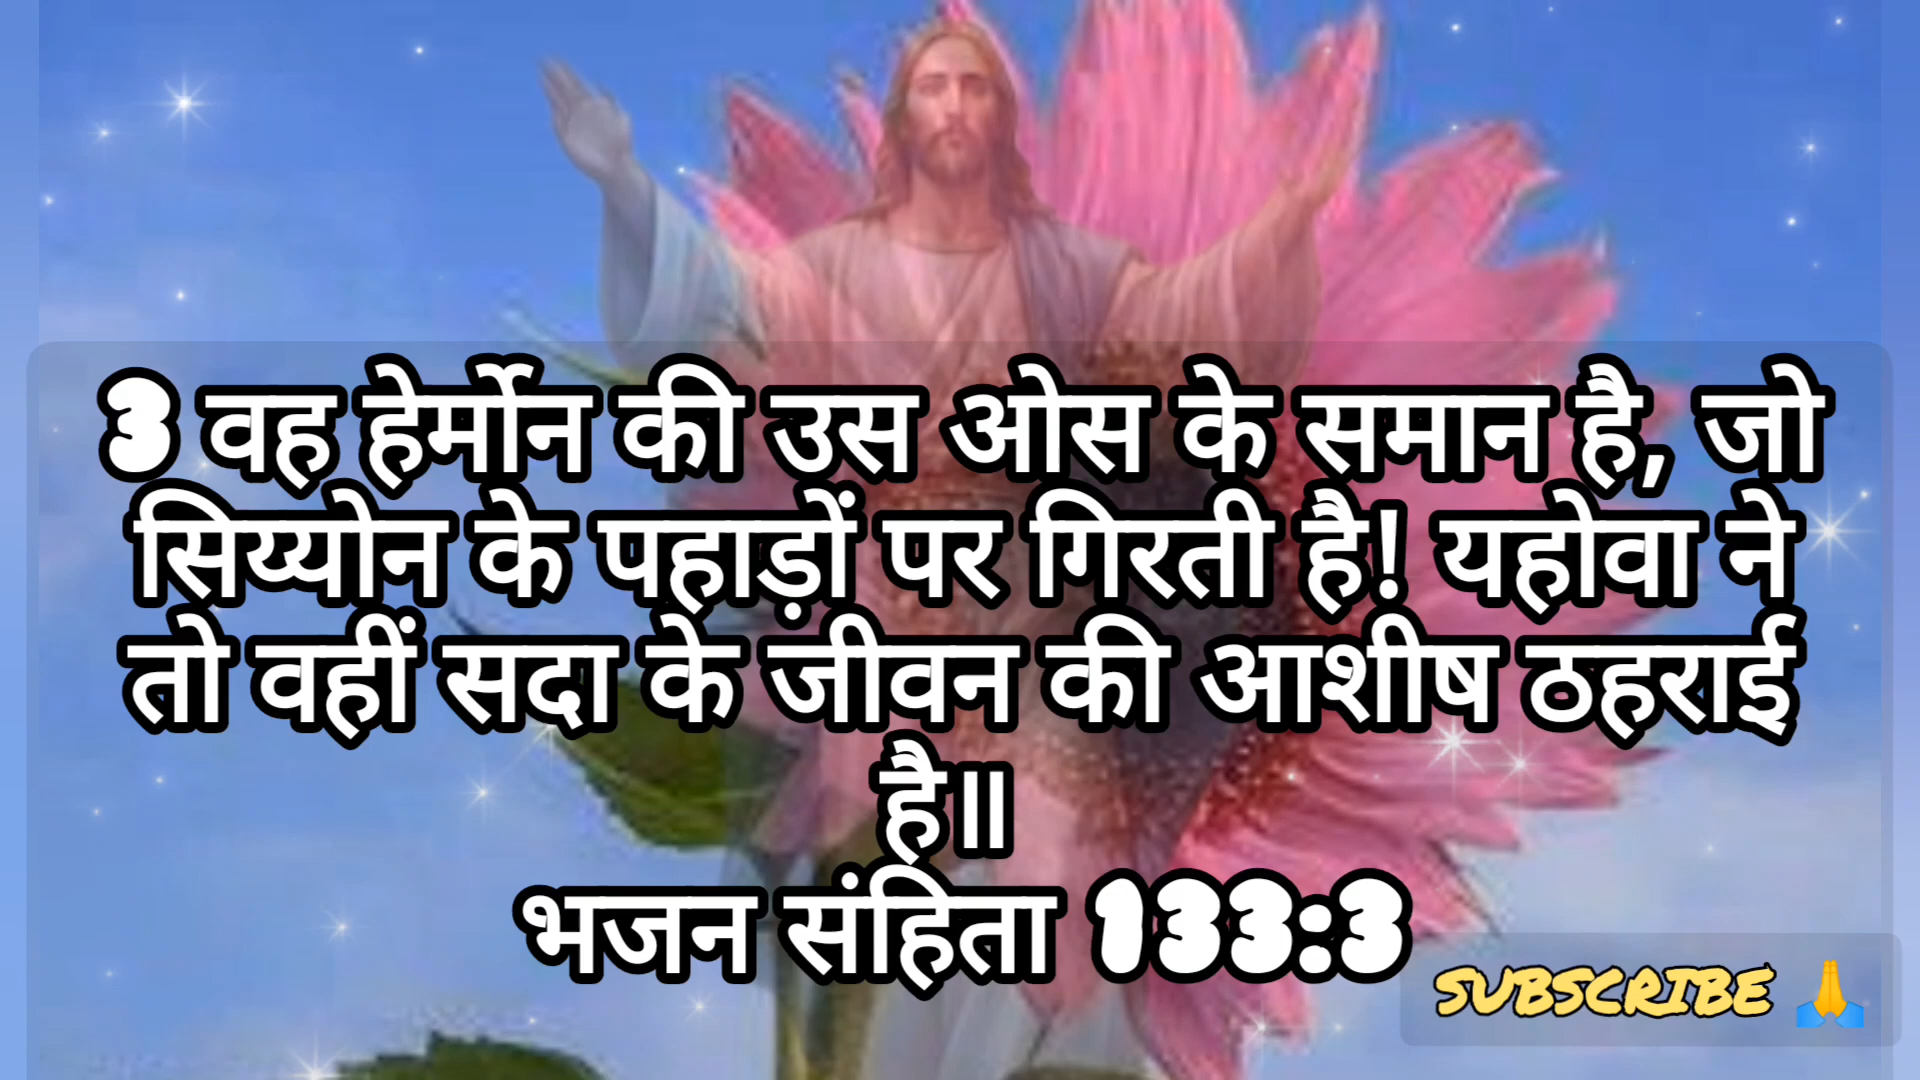 3 वह हेर्मोन की उस ओस के समान है, जो
सिय्योन के पहाड़ों पर गिरती है! यहोवा ने
तो वहीं सदा के जीवन की आशीष ठहराई
है॥
भजन संहिता 133:3
SUBSCRIBE 🙏